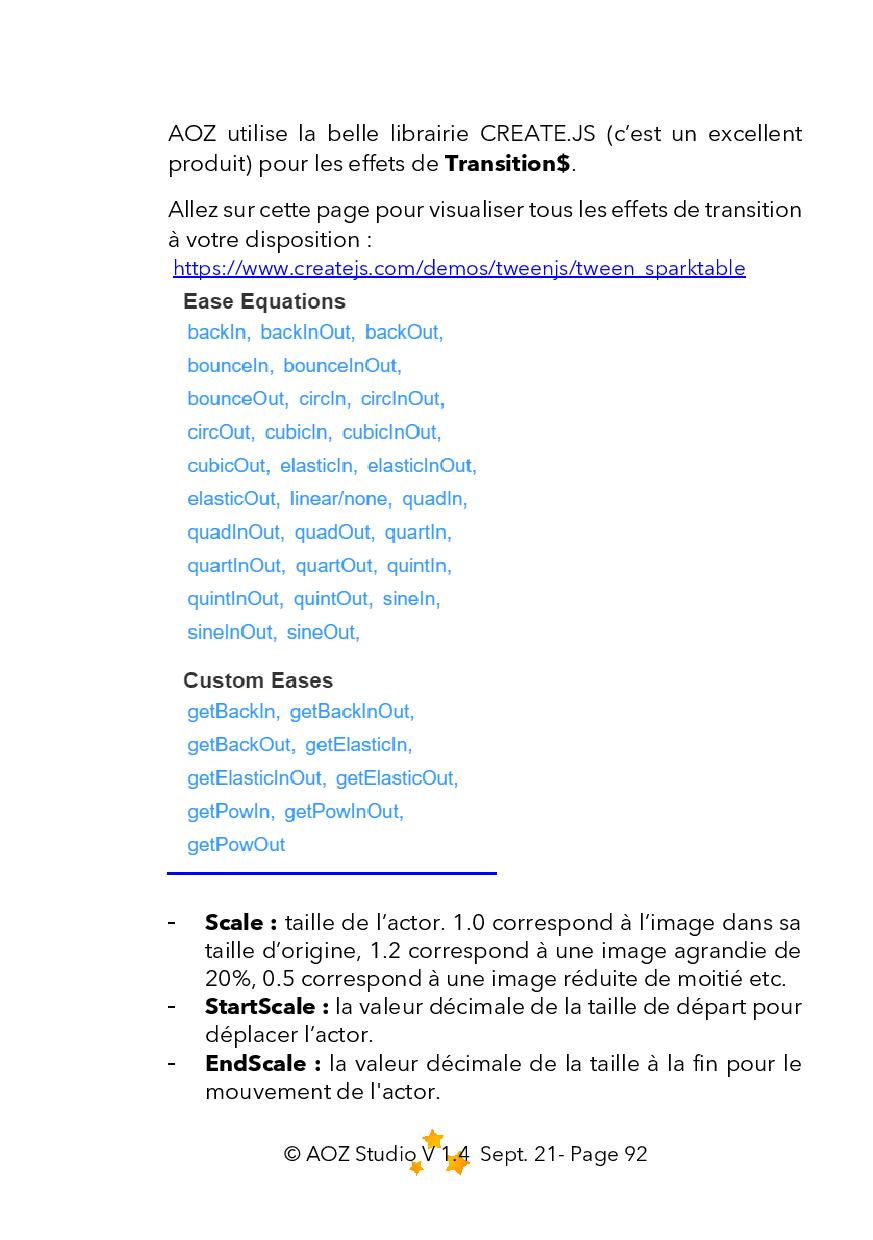 AOZ utilise la belle librairie CREATE.JS (c’est un excellent
produit) pour les effets de Transition$.
Allez sur cette page pour visualiser tous les effets de transition
à votre disposition :
https://www.createjs.com/demos/tweenjs/tween_sparktable
Ease Equations
backIn, backInOut, backOut,
bounceIn, bounceInOut,
bounceOut, circIn, circInOut,
circOut, cubicIn, cubicInOut,
cubicOut, elasticIn, elasticInOut,
elasticOut, linear/none, quadIn,
quadInOut, quadOut, quartIn,
quartInOut, quartOut, quintIn,
quintInOut, quintOut, sineIn,
sineInOut, sineOut,
Custom Eases
getBackIn, getBackInOut,
getBackOut, getElasticIn,
getElasticInOut, getElasticOut,
getPowIn, getPowInOut,
getPowOut
- Scale : taille de l’actor. 1.0 correspond à l’image dans sa
taille d’origine, 1.2 correspond à une image agrandie de
20%, 0.5 correspond à une image réduite de moitié etc.
- StartScale : la valeur décimale de la taille de départ pour
déplacer l’actor.
- EndScale : la valeur décimale de la taille à la fin pour le
mouvement de l'actor.
© AOZ Studio V 1.4 Sept. 21- Page 92